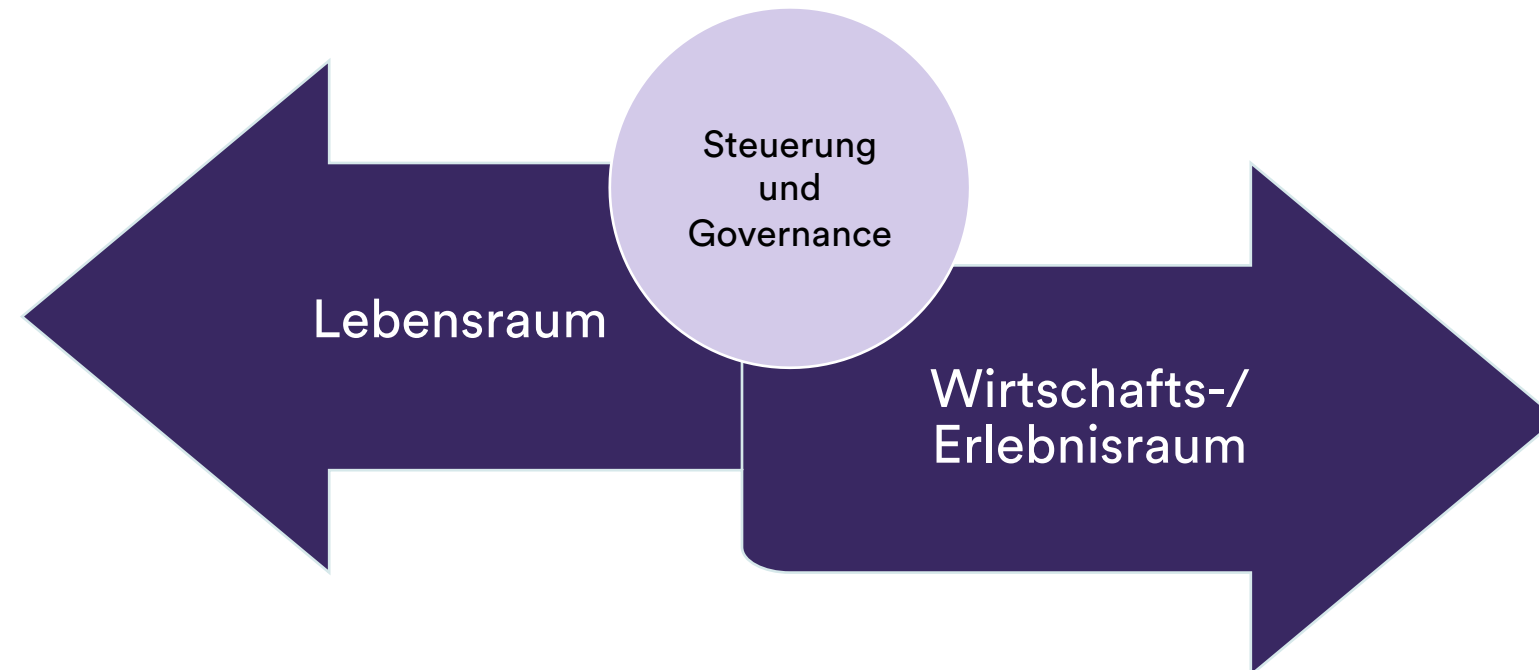 Steuerung
und
Governance
Lebensraum
Wirtschafts-/
Erlebnisraum